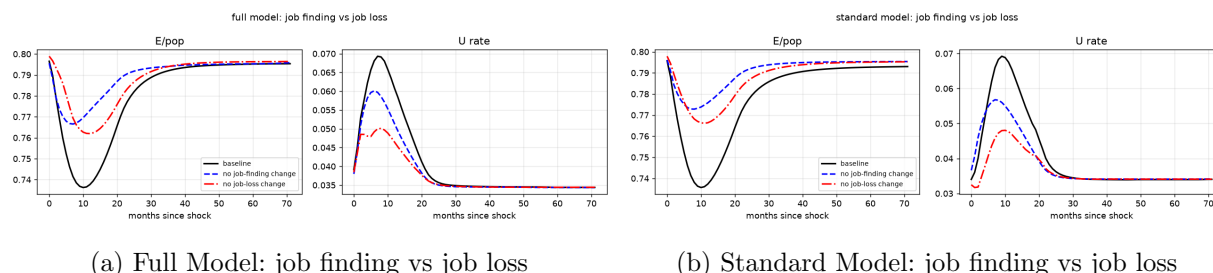 full model: job finding vs job loss
E/pop
0.80
0.79
0.78
0.77
0.76
0.75
0.74
0 10 20 30 40 50 60 70
months since shock
baseline
no job-finding change
no job-loss change
U rate
0.070
0.065
0.060
0.055
0.050
0.045
0.040
0.035
0 10 20 30 40 50 60 70
months since shock
(a) Full Model: job finding vs job loss
standard model: job finding vs job loss
E/pop
0.80
0.79
0.78
0.77
0.76
0.75
0.74
0 10 20 30 40 50 60 70
months since shock
baseline
no job-finding change
no job-loss change
U rate
0.07
0.06
0.05
0.04
0.03
0 10 20 30 40 50 60 70
months since shock
(b) Standard Model: job finding vs job loss